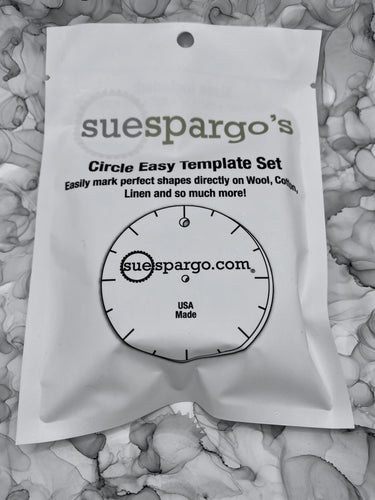 suespargo's
Circle Easy Template Set
Easily mark perfect shapes directly on Wool, Cotton,
Linen and so much more!
suespargo.com®
USA
Made